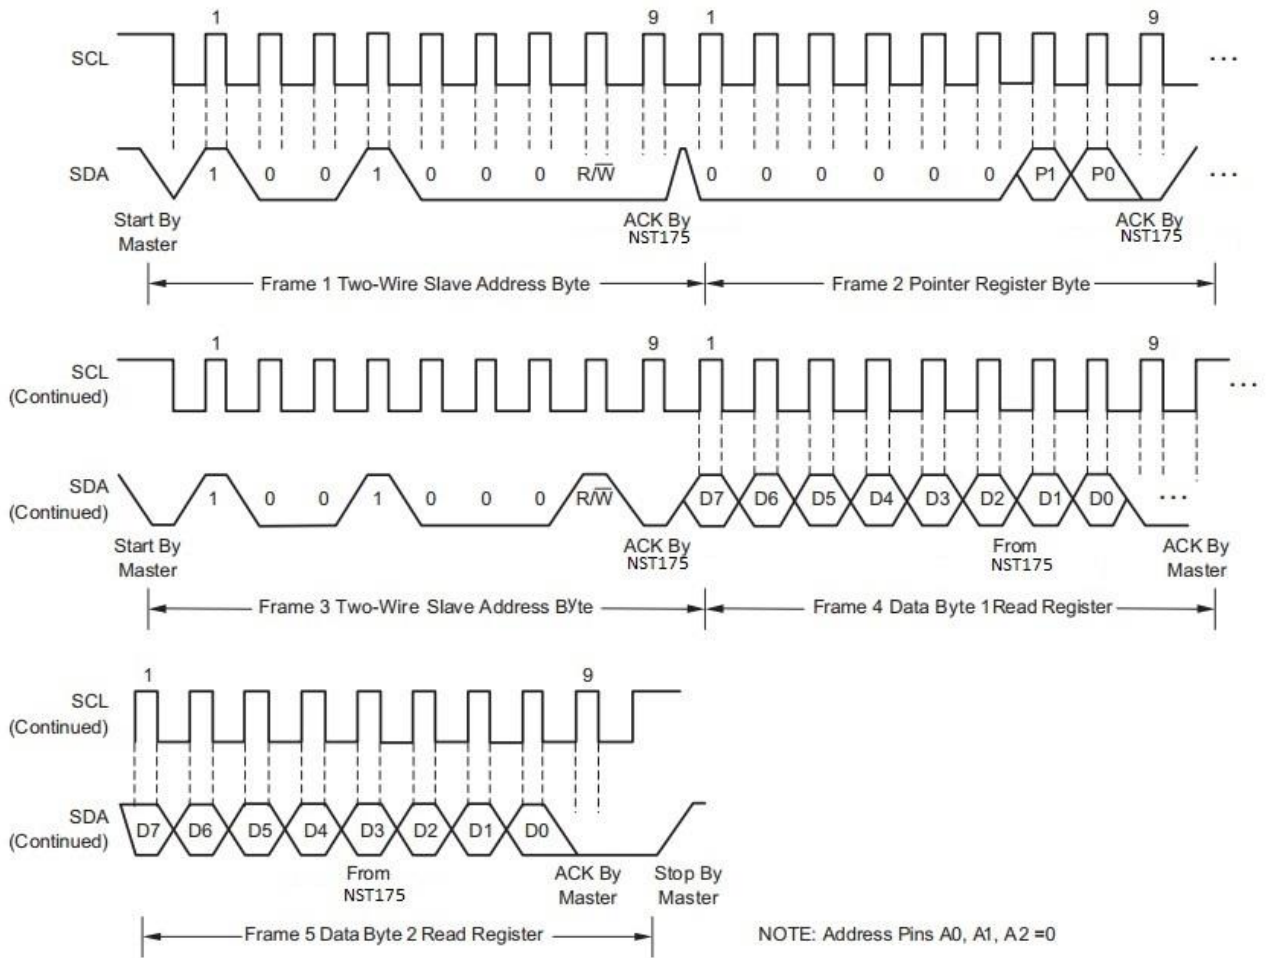 1 9 1 9
SCL ...
SDA 1 0 0 1 0 0 0 R/W̅ 0 0 0 0 0 0 P1 P0 ...
Start By Master
ACK By NST175
ACK By NST175
Frame 1 Two-Wire Slave Address Byte
Frame 2 Pointer Register Byte
1 9 1 9
SCL (Continued) ...
SDA (Continued) 1 0 0 1 0 0 0 R/W̅ D7 D6 D5 D4 D3 D2 D1 D0 ...
Start By Master
ACK By NST175
From NST175
ACK By Master
Frame 3 Two-Wire Slave Address Byte
Frame 4 Data Byte 1 Read Register
1 9
SCL (Continued)
SDA (Continued) D7 D6 D5 D4 D3 D2 D1 D0
From NST175
ACK By Master
Stop By Master
Frame 5 Data Byte 2 Read Register
NOTE: Address Pins A0, A1, A2 =0